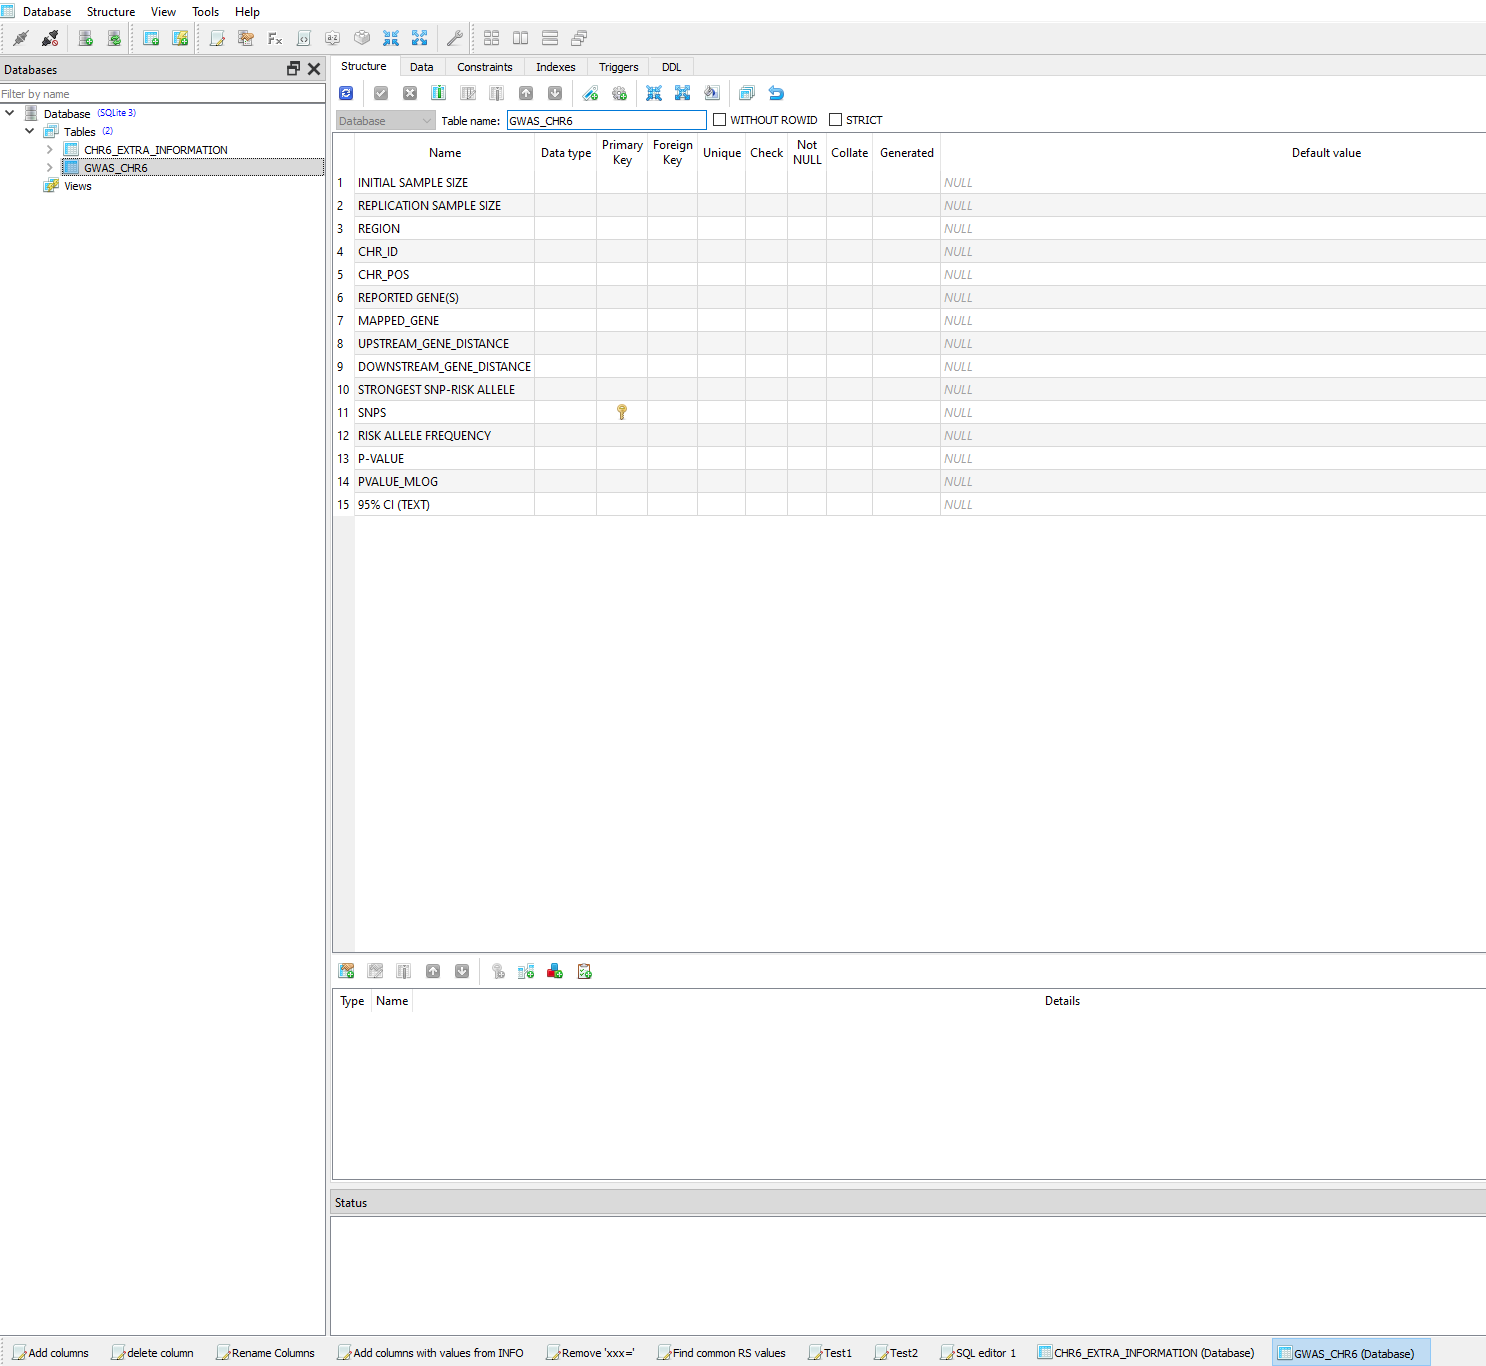 Database Structure View Tools Help
Databases
Filter by name
Database (SQLite 3)
Tables (2)
CHR6_EXTRA_INFORMATION
GWAS_CHR6
Views
Structure Data Constraints Indexes Triggers DDL
Database Table name: GWAS_CHR6 WITHOUT ROWID STRICT
Name Data type Primary Key Foreign Key Unique Check Not NULL Collate Generated Default value
1 INITIAL SAMPLE SIZE NULL
2 REPLICATION SAMPLE SIZE NULL
3 REGION NULL
4 CHR_ID NULL
5 CHR_POS NULL
6 REPORTED GENE(S) NULL
7 MAPPED_GENE NULL
8 UPSTREAM_GENE_DISTANCE NULL
9 DOWNSTREAM_GENE_DISTANCE NULL
10 STRONGEST SNP-RISK ALLELE NULL
11 SNPS NULL
12 RISK ALLELE FREQUENCY NULL
13 P-VALUE NULL
14 PVALUE_MLOG NULL
15 95% CI (TEXT) NULL
Type Name Details
Status
Add columns delete column Rename Columns Add columns with values from INFO Remove 'xxx=' Find common RS values Test1 Test2 SQL editor 1 CHR6_EXTRA_INFORMATION (Database) GWAS_CHR6 (Database)